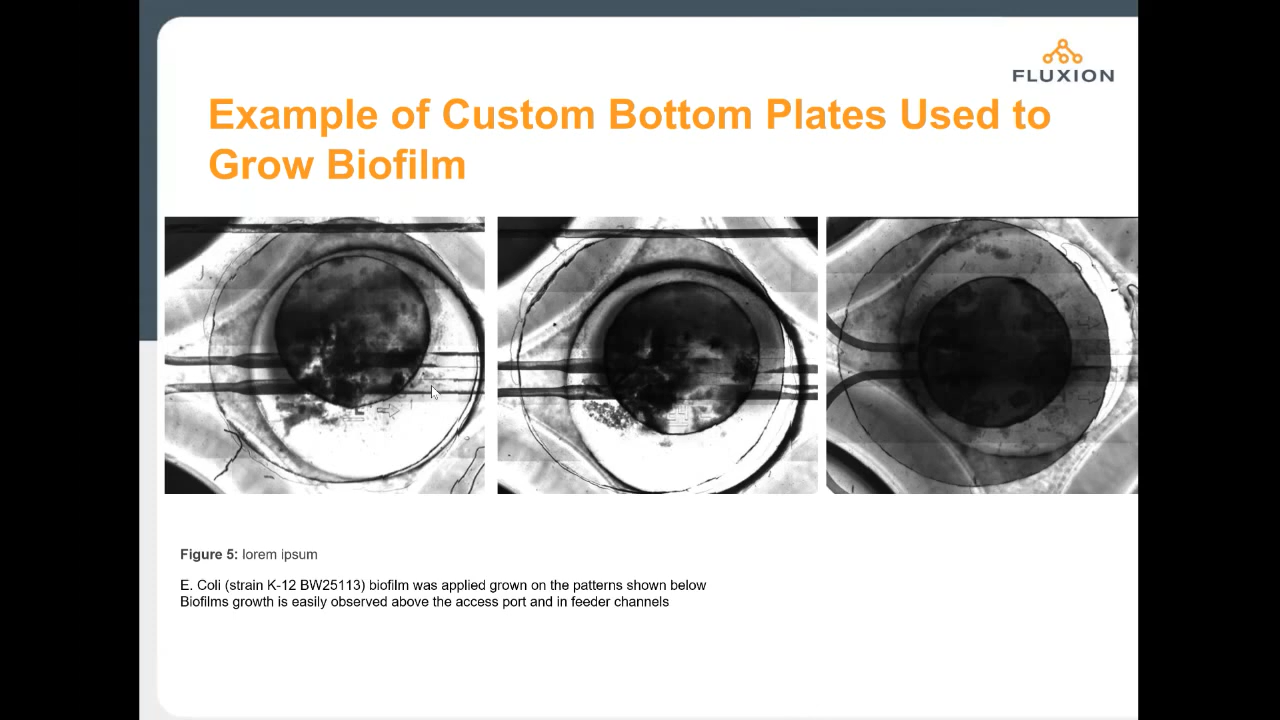 FLUXION
Example of Custom Bottom Plates Used to
Grow Biofilm
Figure 5: lorem ipsum
E. Coli (strain K-12 BW25113) biofilm was applied grown on the patterns shown below
Biofilms growth is easily observed above the access port and in feeder channels